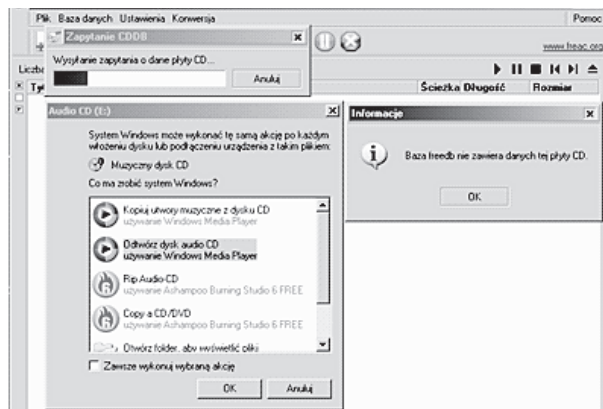 Plik Baza danych Ustawienia Konwersja Pomoc
Zapytanie CDDB
Wysyłanie zapytania o dane płyty CD...
Anuluj
www.freac.org
Ścieżka Długość Rozmiar
Audio CD (E:)
System Windows może wykonać tę samą akcję po każdym
włożeniu dysku lub podłączeniu urządzenia z takim plikiem:
Muzyczny dysk CD
Co ma zrobić system Windows?
Kopiuj utwory muzyczne z dysku CD
używanie Windows Media Player
Odtwórz dysk audio CD
używanie Windows Media Player
Rip Audio-CD
używanie Ashampoo Burning Studio 6 FREE
Copy a CD/DVD
używanie Ashampoo Burning Studio 6 FREE
Otwórz folder, aby wyświetlić pliki
Zawsze wykonuj wybraną akcję
OK Anuluj
Informacje
Baza freedb nie zawiera danych tej płyty CD.
OK